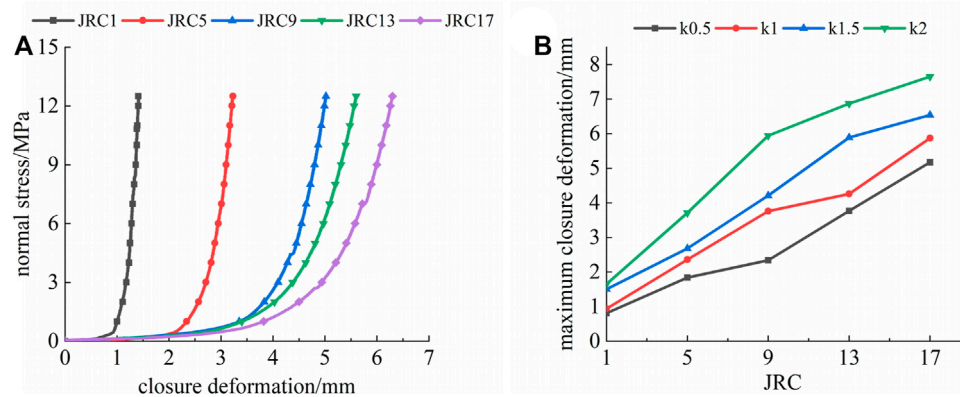 JRC1 JRC5 JRC9 JRC13 JRC17
A
normal stress/MPa
15
12
9
6
3
0
0 1 2 3 4 5 6 7
closure deformation/mm
B
k0.5 k1 k1.5 k2
maximum closure deformation/mm
8
7
6
5
4
3
2
1
0
1 5 9 13 17
JRC